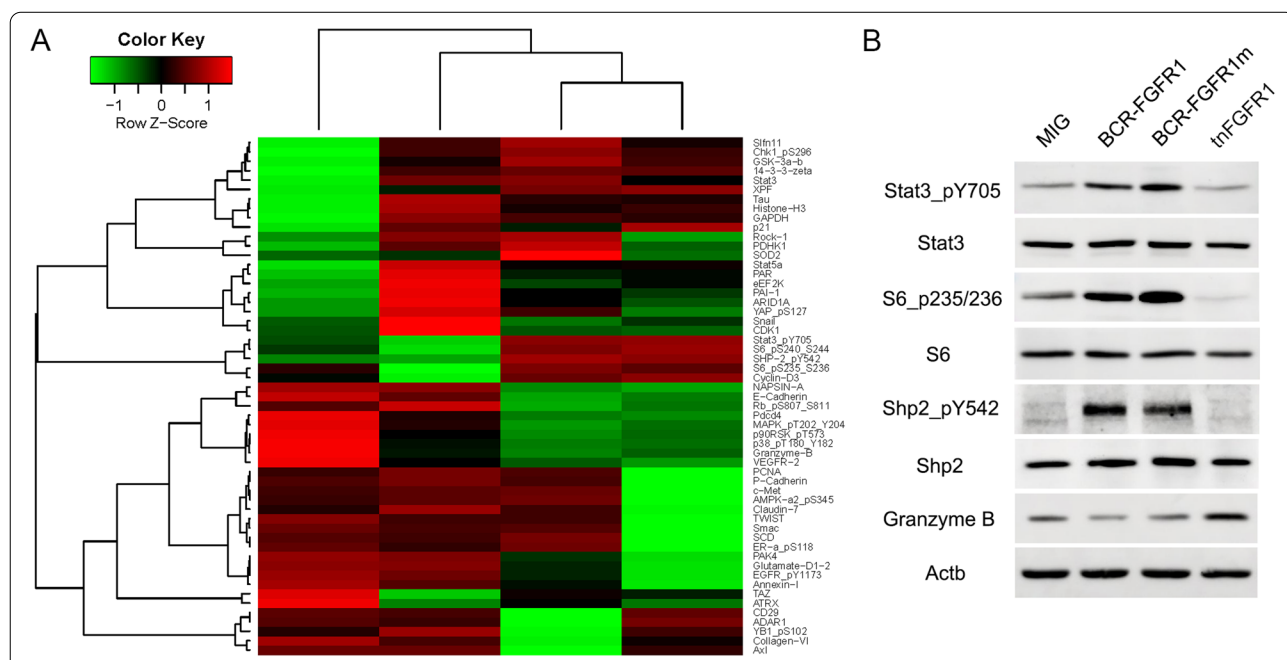 A
Color Key
−1 0 1
Row Z−Score
Slfn11
Chk1_pS296
GSK−3a−b
14−3−3−zeta
Stat3
XPF
Tau
Histone−H3
GAPDH
p21
Rock−1
PDHK1
SOD2
Stat5a
PAR
eEF2K
PAI−1
ARID1A
YAP_pS127
Snail
CDK1
Stat3_pY705
S6_pS240_S244
SHP−2_pY542
S6_pS235_S236
Cyclin−D3
NAPSIN−A
E−Cadherin
Rb_pS807_S811
Pdcd4
MAPK_pT202_Y204
p90RSK_pT573
p38_pT180_Y182
Granzyme−B
VEGFR−2
PCNA
P−Cadherin
c−Met
AMPK−a2_pS345
Claudin−7
TWIST
Smac
SCD
ER−a_pS118
PAK4
Glutamate−D1−2
EGFR_pY1173
Annexin−I
TAZ
ATRX
CD29
ADAR1
YB1_pS102
Collagen−VI
Axl
B
MIG
BCR-FGFR1
BCR-FGFR1m
tnFGFR1
Stat3_pY705
Stat3
S6_p235/236
S6
Shp2_pY542
Shp2
Granzyme B
Actb